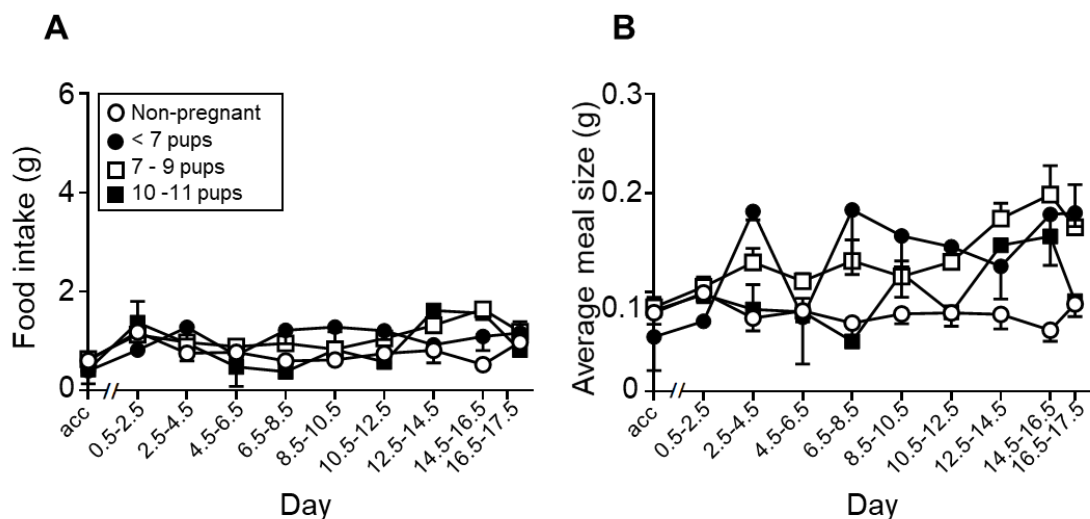 A
Food intake (g)
6
4
2
0
Non-pregnant
< 7 pups
7 - 9 pups
10 -11 pups
acc
0.5-2.5
2.5-4.5
4.5-6.5
6.5-8.5
8.5-10.5
10.5-12.5
12.5-14.5
14.5-16.5
16.5-17.5
Day
B
Average meal size (g)
0.3
0.2
0.1
0
acc
0.5-2.5
2.5-4.5
4.5-6.5
6.5-8.5
8.5-10.5
10.5-12.5
12.5-14.5
14.5-16.5
16.5-17.5
Day